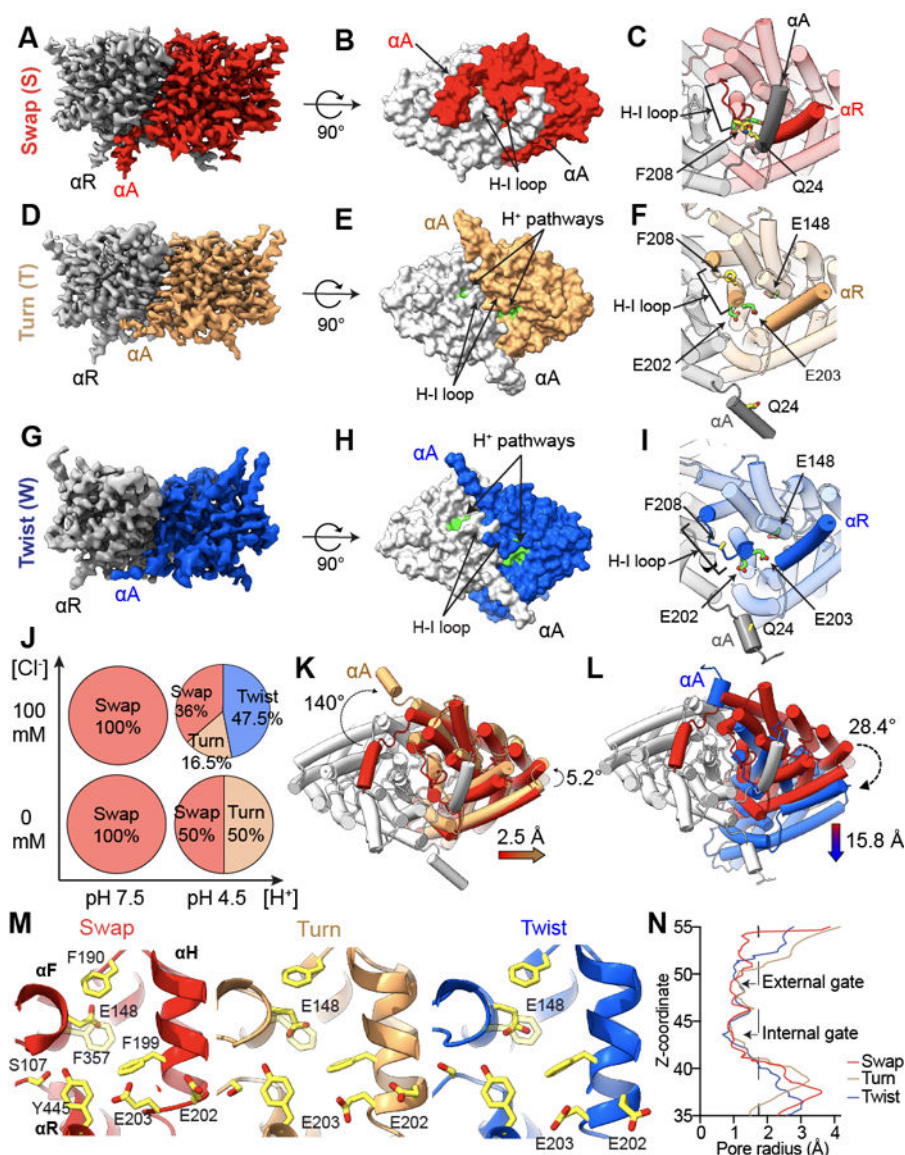 A
Swap (S)
αR
αA
90°
B
αA
H-I loop
αA
C
αA
H-I loop
αR
F208
Q24
D
Turn (T)
αR
αA
90°
E
H⁺ pathways
αA
H-I loop
αA
F
F208
E148
H-I loop
αR
E202
E203
αA
Q24
G
Twist (W)
αR
αA
90°
H
H⁺ pathways
αA
H-I loop
αA
I
E148
F208
αR
H-I loop
E202
E203
αA
Q24
J
[Cl⁻]
100 mM
Swap 100%
Swap 36%
Twist 47.5%
Turn 16.5%
0 mM
Swap 100%
Swap 50%
Turn 50%
pH 7.5
pH 4.5
[H⁺]
K
αA
140°
5.2°
2.5 Å
L
αA
28.4°
15.8 Å
M
Swap
Turn
Twist
αF
F190
αH
E148
F199
S107
F357
Y445
αR
E203
E202
E148
E203
E202
E148
E203
E202
N
55
50
45
40
35
Z-coordinate
External gate
Internal gate
Swap
Turn
Twist
0 1 2 3 4
Pore radius (Å)